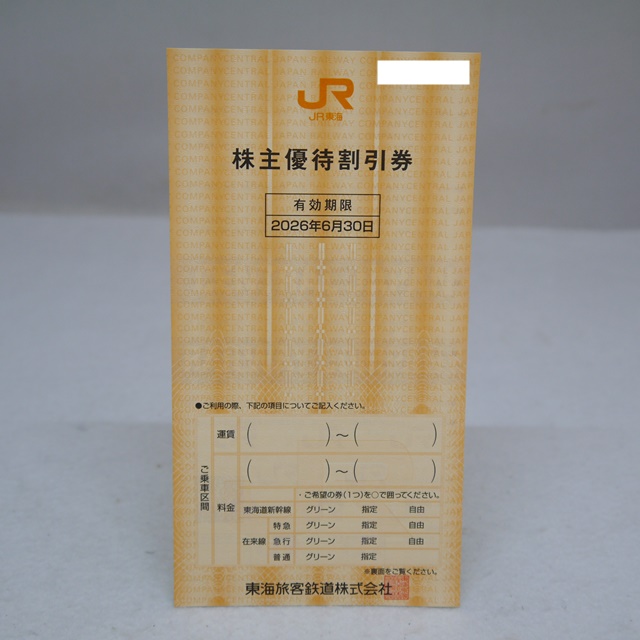 JR
JR東海
株主優待割引券
有効期限
2026年6月30日
●ご利用の際、下記の項目についてご記入ください。
ご乗車区間
運賃 ( ) ～ ( )
料金 ( ) ～ ( )
・ご希望の券(1つ)を○で囲ってください。
東海道新幹線 グリーン 指定 自由
在来線 特急 グリーン 指定 自由
急行 グリーン 指定 自由
普通 グリーン 指定
※裏面をご覧ください。
東海旅客鉄道株式会社